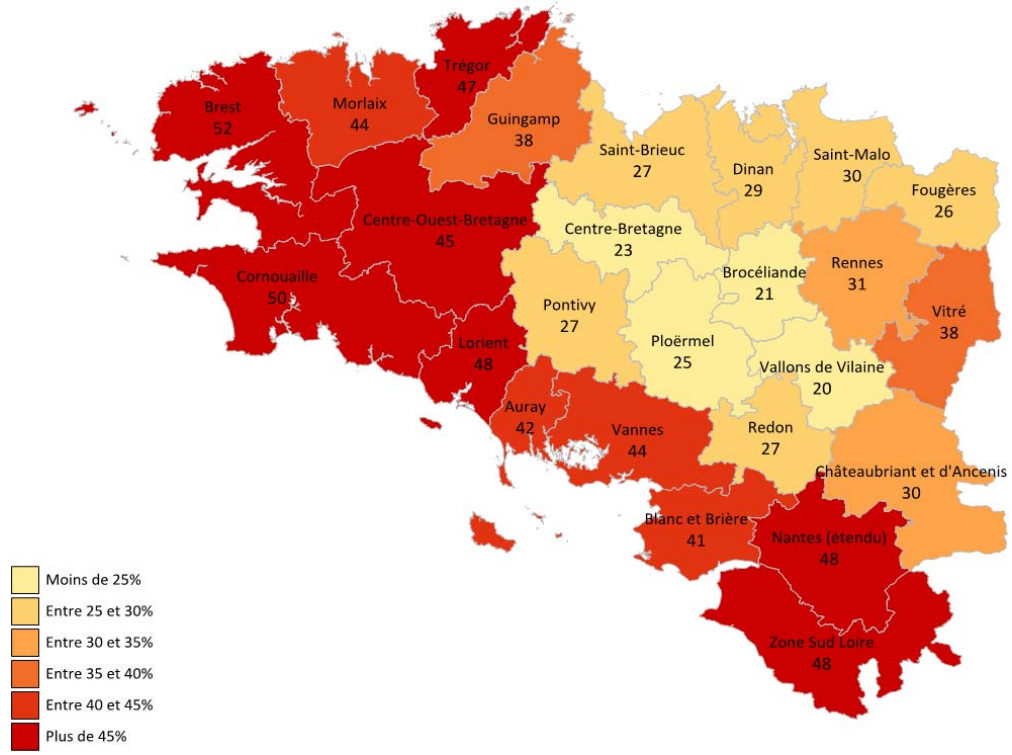 Trégor
47
Brest
52
Morlaix
44
Guingamp
38
Saint-Brieuc
27
Dinan
29
Saint-Malo
30
Fougères
26
Centre-Ouest-Bretagne
45
Centre-Bretagne
23
Brocéliande
21
Rennes
31
Vitré
38
Cornouaille
50
Pontivy
27
Ploërmel
25
Lorient
48
Vallons de Vilaine
20
Auray
42
Vannes
44
Redon
27
Châteaubriant et d'Ancenis
30
Blanc et Brière
41
Nantes (étendu)
48
Zone Sud Loire
48
Moins de 25%
Entre 25 et 30%
Entre 30 et 35%
Entre 35 et 40%
Entre 40 et 45%
Plus de 45%